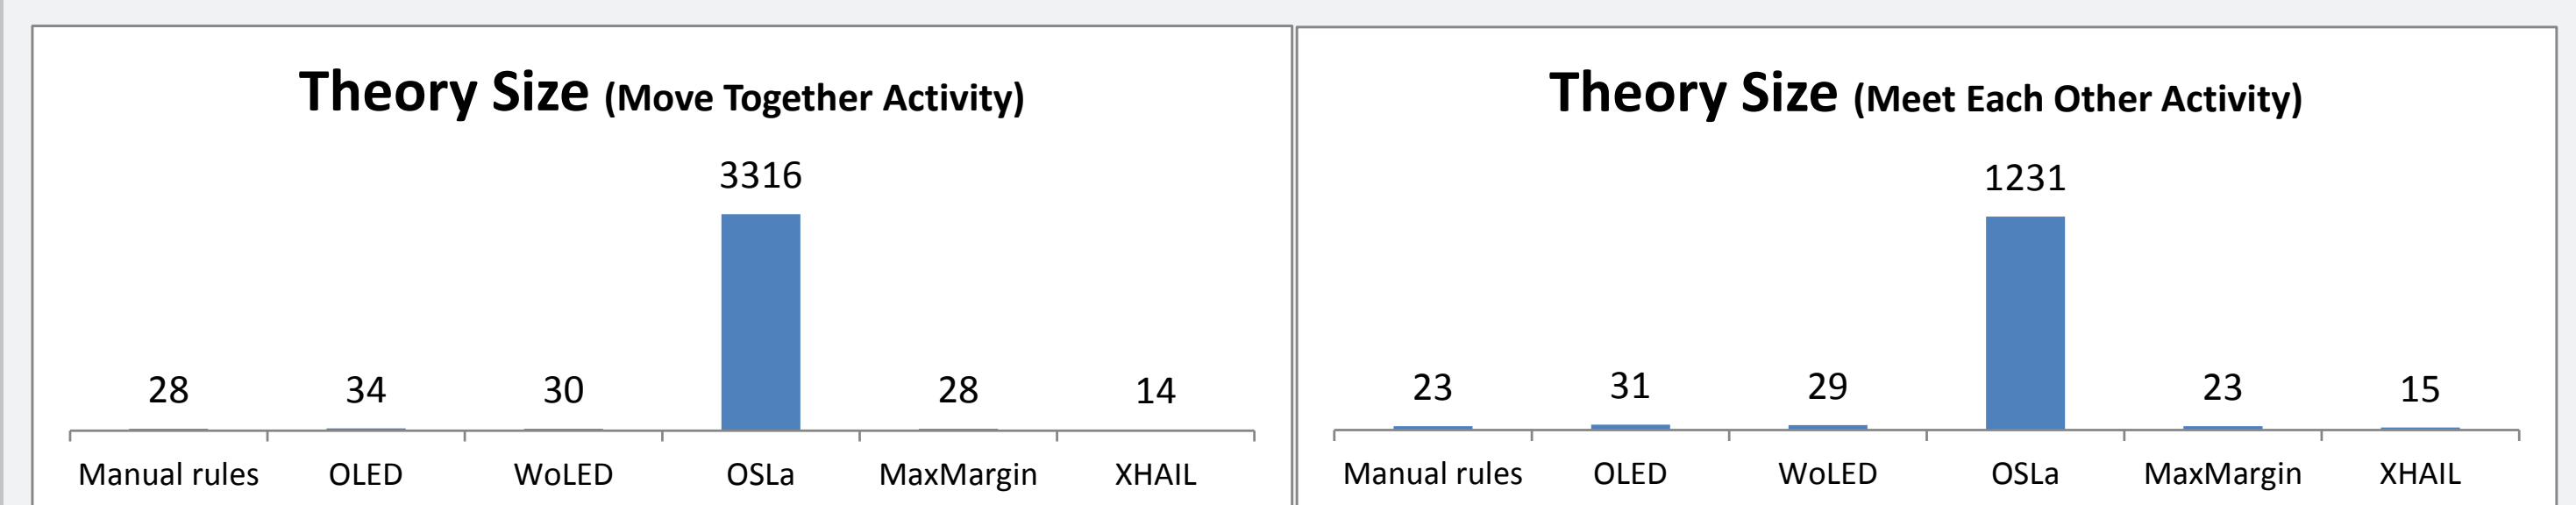 Theory Size (Move Together Activity)
3316
28 34 30 28 14
Manual rules OLED WoLED OSLa MaxMargin XHAIL
Theory Size (Meet Each Other Activity)
1231
23 31 29 23 15
Manual rules OLED WoLED OSLa MaxMargin XHAIL